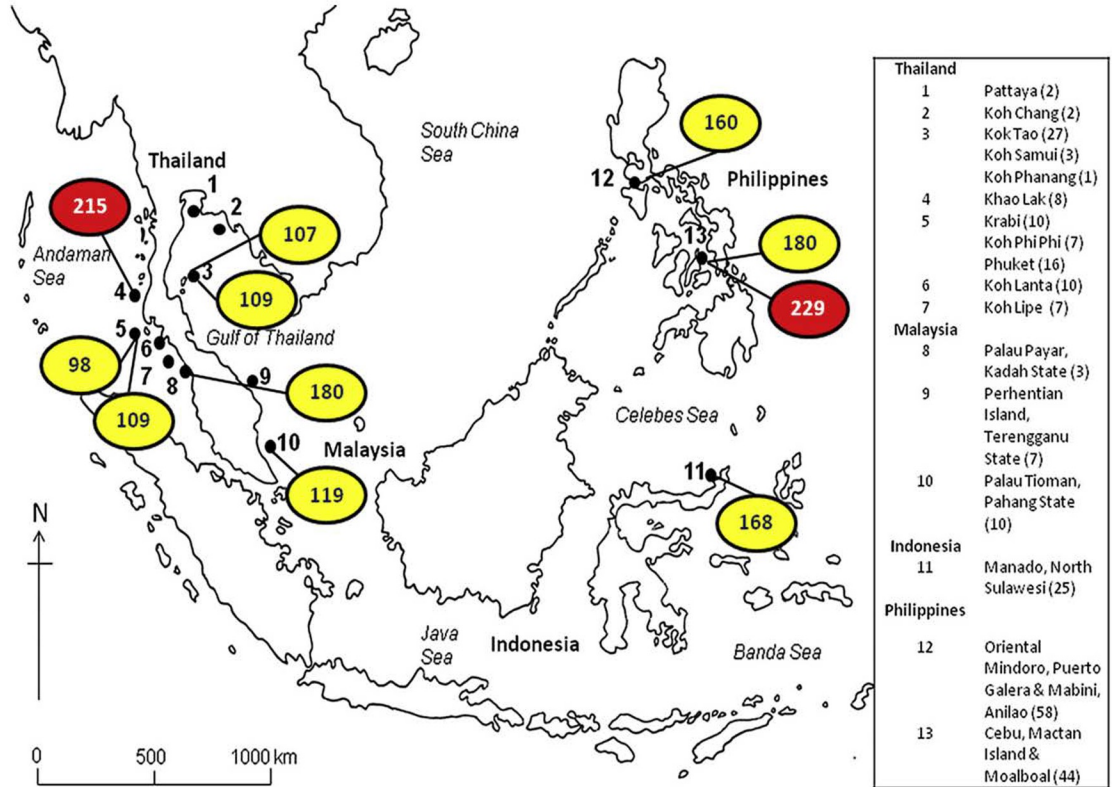 South China
Sea
Thailand
1
2
215
Andaman
Sea
107
3
109
4
Gulf of Thailand
5
6
98
7
8
9
180
109
10
Malaysia
119
160
12
Philippines
13
180
229
Celebes Sea
11
168
N
Java
Sea
Indonesia
Banda Sea
0
500
1000 km
Thailand
1 Pattaya (2)
2 Koh Chang (2)
3 Kok Tao (27)
Koh Samui (3)
Koh Phanang (1)
4 Khao Lak (8)
5 Krabi (10)
Koh Phi Phi (7)
Phuket (16)
6 Koh Lanta (10)
7 Koh Lipe (7)
Malaysia
8 Palau Payar,
Kadah State (3)
9 Perhentian
Island,
Terengganu
State (7)
10 Palau Tioman,
Pahang State
(10)
Indonesia
11 Manado, North
Sulawesi (25)
Philippines
12 Oriental
Mindoro, Puerto
Galera & Mabini,
Anilao (58)
13 Cebu, Mactan
Island &
Moalboal (44)